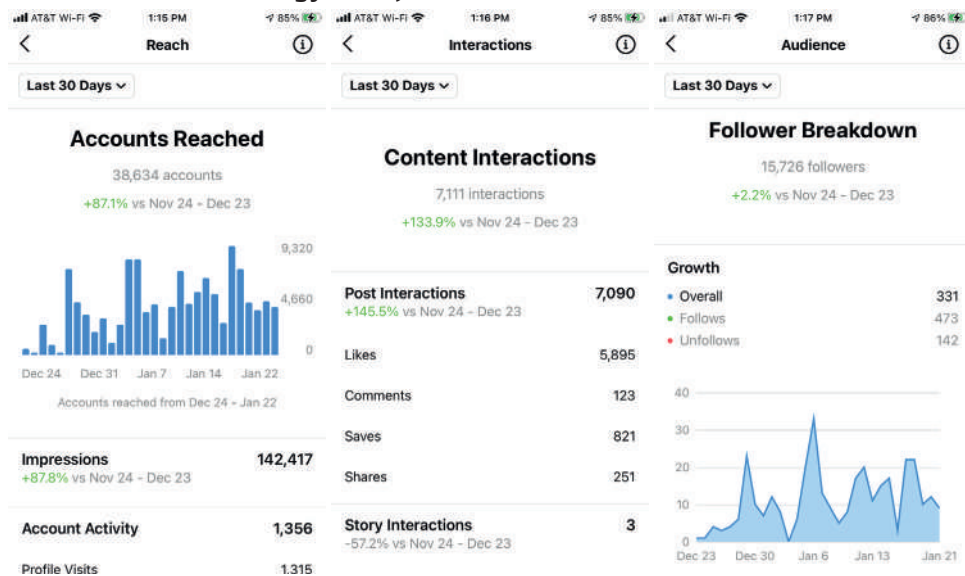 AT&T Wi-Fi 1:15 PM 85%
Reach
Last 30 Days
Accounts Reached
38,634 accounts
+87.1% vs Nov 24 - Dec 23
9,320
4,660
0
Dec 24 Dec 31 Jan 7 Jan 14 Jan 22
Accounts reached from Dec 24 - Jan 22
Impressions 142,417
+87.8% vs Nov 24 - Dec 23
Account Activity 1,356
Profile Visits 1,315
AT&T Wi-Fi 1:16 PM 85%
Interactions
Last 30 Days
Content Interactions
7,111 interactions
+133.9% vs Nov 24 - Dec 23
Post Interactions 7,090
+145.5% vs Nov 24 - Dec 23
Likes 5,895
Comments 123
Saves 821
Shares 251
Story Interactions 3
-57.2% vs Nov 24 - Dec 23
AT&T Wi-Fi 1:17 PM 86%
Audience
Last 30 Days
Follower Breakdown
15,726 followers
+2.2% vs Nov 24 - Dec 23
Growth
Overall 331
Follows 473
Unfollows 142
40
30
20
10
0
Dec 23 Dec 30 Jan 6 Jan 13 Jan 21